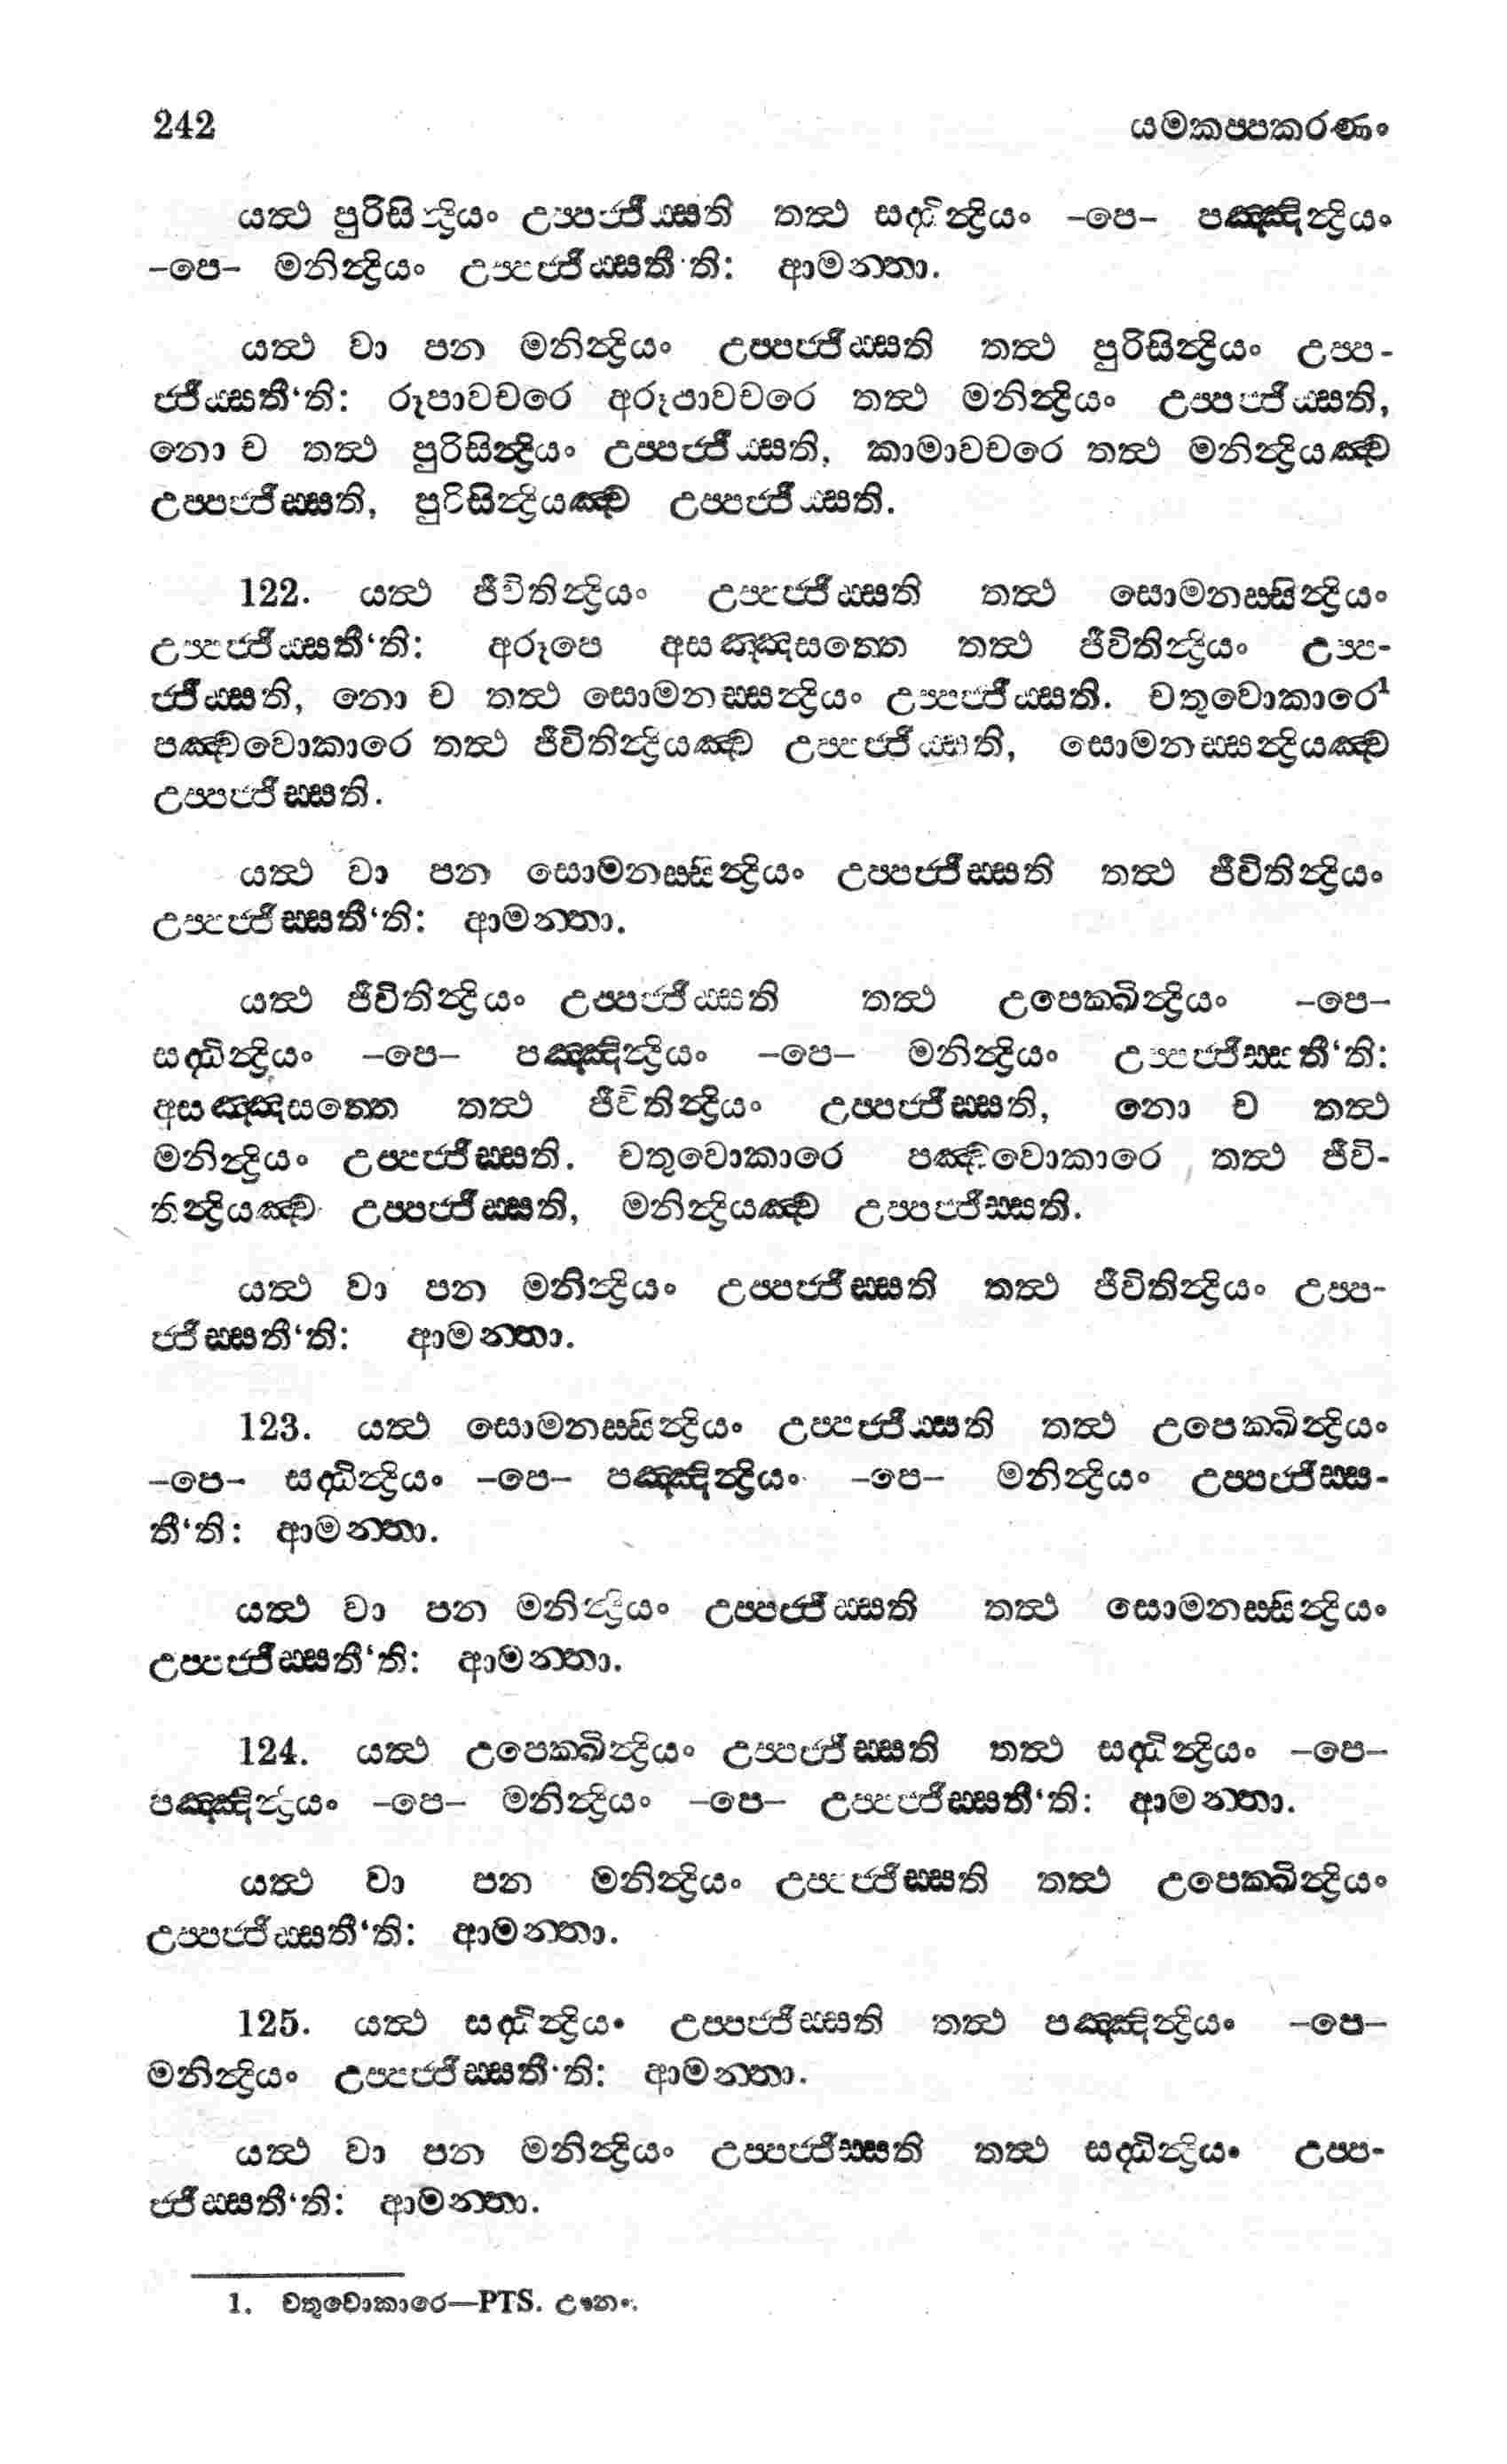 242 යමකප්පකරණං
යත්ථ පුරිසින්ද්‍රියං උප්පජ්ජිස්සති තත්ථ සද්ධින්ද්‍රියං –පෙ– පඤ්ඤින්ද්‍රියං
–පෙ– මනින්ද්‍රියං උප්පජ්ජිස්සතී‘ති: ආමන්තා.
යත්ථ වා පන මනින්ද්‍රියං උප්පජ්ජිස්සති තත්ථ පුරිසින්ද්‍රියං උප්ප-
ජ්ජිස්සතී‘ති: රූපාවචරෙ අරූපාවචරෙ තත්ථ මනින්ද්‍රියං උප්පජ්ජිස්සති,
නො ච තත්ථ පුරිසින්ද්‍රියං උප්පජ්ජිස්සති, කාමාවචරෙ තත්ථ මනින්ද්‍රියඤ්ච
උප්පජ්ජිස්සති, පුරිසින්ද්‍රියඤ්ච උප්පජ්ජිස්සති.
122. යත්ථ ජීවිතින්ද්‍රියං උප්පජ්ජිස්සති තත්ථ සොමනස්සින්ද්‍රියං
උප්පජ්ජිස්සතී‘ති: අරූපෙ අසඤ්ඤසත්තෙ තත්ථ ජීවිතින්ද්‍රියං උප්ප-
ජ්ජිස්සති, නො ච තත්ථ සොමනස්සන්ද්‍රියං උප්පජ්ජිස්සති. චතුවොකාරෙ¹
පඤ්චවොකාරෙ තත්ථ ජීවිතින්ද්‍රියඤ්ච උප්පජ්ජිස්සති, සොමනස්සන්ද්‍රියඤ්ච
උප්පජ්ජිස්සති.
යත්ථ වා පන සොමනස්සින්ද්‍රියං උප්පජ්ජිස්සති තත්ථ ජීවිතින්ද්‍රියං
උප්පජ්ජිස්සතී‘ති: ආමන්තා.
යත්ථ ජීවිතින්ද්‍රියං උප්පජ්ජිස්සති තත්ථ උපෙක්ඛින්ද්‍රියං –පෙ–
සද්ධින්ද්‍රියං –පෙ– පඤ්ඤින්ද්‍රියං –පෙ– මනින්ද්‍රියං උප්පජ්ජිස්සතී‘ති:
අසඤ්ඤසත්තෙ තත්ථ ජීවිතින්ද්‍රියං උප්පජ්ජිස්සති, නො ච තත්ථ
මනින්ද්‍රියං උප්පජ්ජිස්සති. චතුවොකාරෙ පඤ්චවොකාරෙ තත්ථ ජීවි-
තින්ද්‍රියඤ්ච උප්පජ්ජිස්සති, මනින්ද්‍රියඤ්ච උප්පජ්ජිස්සති.
යත්ථ වා පන මනින්ද්‍රියං උප්පජ්ජිස්සති තත්ථ ජීවිතින්ද්‍රියං උප්ප-
ජ්ජිස්සතී‘ති: ආමන්තා.
123. යත්ථ සොමනස්සින්ද්‍රියං උප්පජ්ජිස්සති තත්ථ උපෙක්ඛින්ද්‍රියං
–පෙ– සද්ධින්ද්‍රියං –පෙ– පඤ්ඤින්ද්‍රියං –පෙ– මනින්ද්‍රියං උප්පජ්ජිස්ස-
තී‘ති: ආමන්තා.
යත්ථ වා පන මනින්ද්‍රියං උප්පජ්ජිස්සති තත්ථ සොමනස්සින්ද්‍රියං
උප්පජ්ජිස්සතී‘ති: ආමන්තා.
124. යත්ථ උපෙක්ඛින්ද්‍රියං උප්පජ්ජිස්සති තත්ථ සද්ධින්ද්‍රියං –පෙ–
පඤ්ඤින්ද්‍රියං –පෙ– මනින්ද්‍රියං –පෙ– උප්පජ්ජිස්සතී‘ති: ආමන්තා.
යත්ථ වා පන මනින්ද්‍රියං උප්පජ්ජිස්සති තත්ථ උපෙක්ඛින්ද්‍රියං
උප්පජ්ජිස්සතී‘ති: ආමන්තා.
125. යත්ථ සද්ධින්ද්‍රියං උප්පජ්ජිස්සති තත්ථ පඤ්ඤින්ද්‍රියං –පෙ–
මනින්ද්‍රියං උප්පජ්ජිස්සතී‘ති: ආමන්තා.
යත්ථ වා පන මනින්ද්‍රියං උප්පජ්ජිස්සති තත්ථ සද්ධින්ද්‍රියං උප්ප-
ජ්ජිස්සතී‘ති: ආමන්තා.
1. චතුවොකාරෙ—PTS. ඌනං.